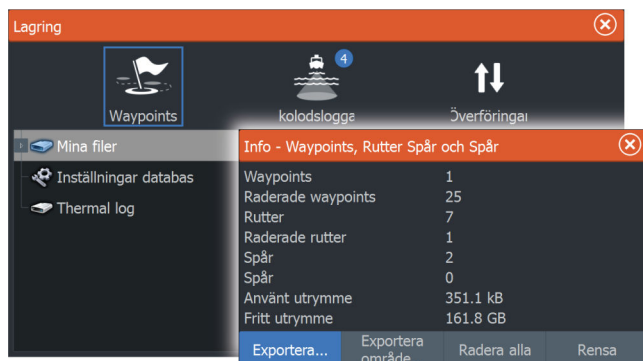 Lagring
4
Waypoints
kolodslogga
Överföringar
Mina filer
Inställningar databas
Thermal log
Info - Waypoints, Rutter Spår och Spår
Waypoints 1
Raderade waypoints 25
Rutter 7
Raderade rutter 1
Spår 2
Spår 0
Använt utrymme 351.1 kB
Fritt utrymme 161.8 GB
Exportera...
Exportera
område
Radera alla
Rensa